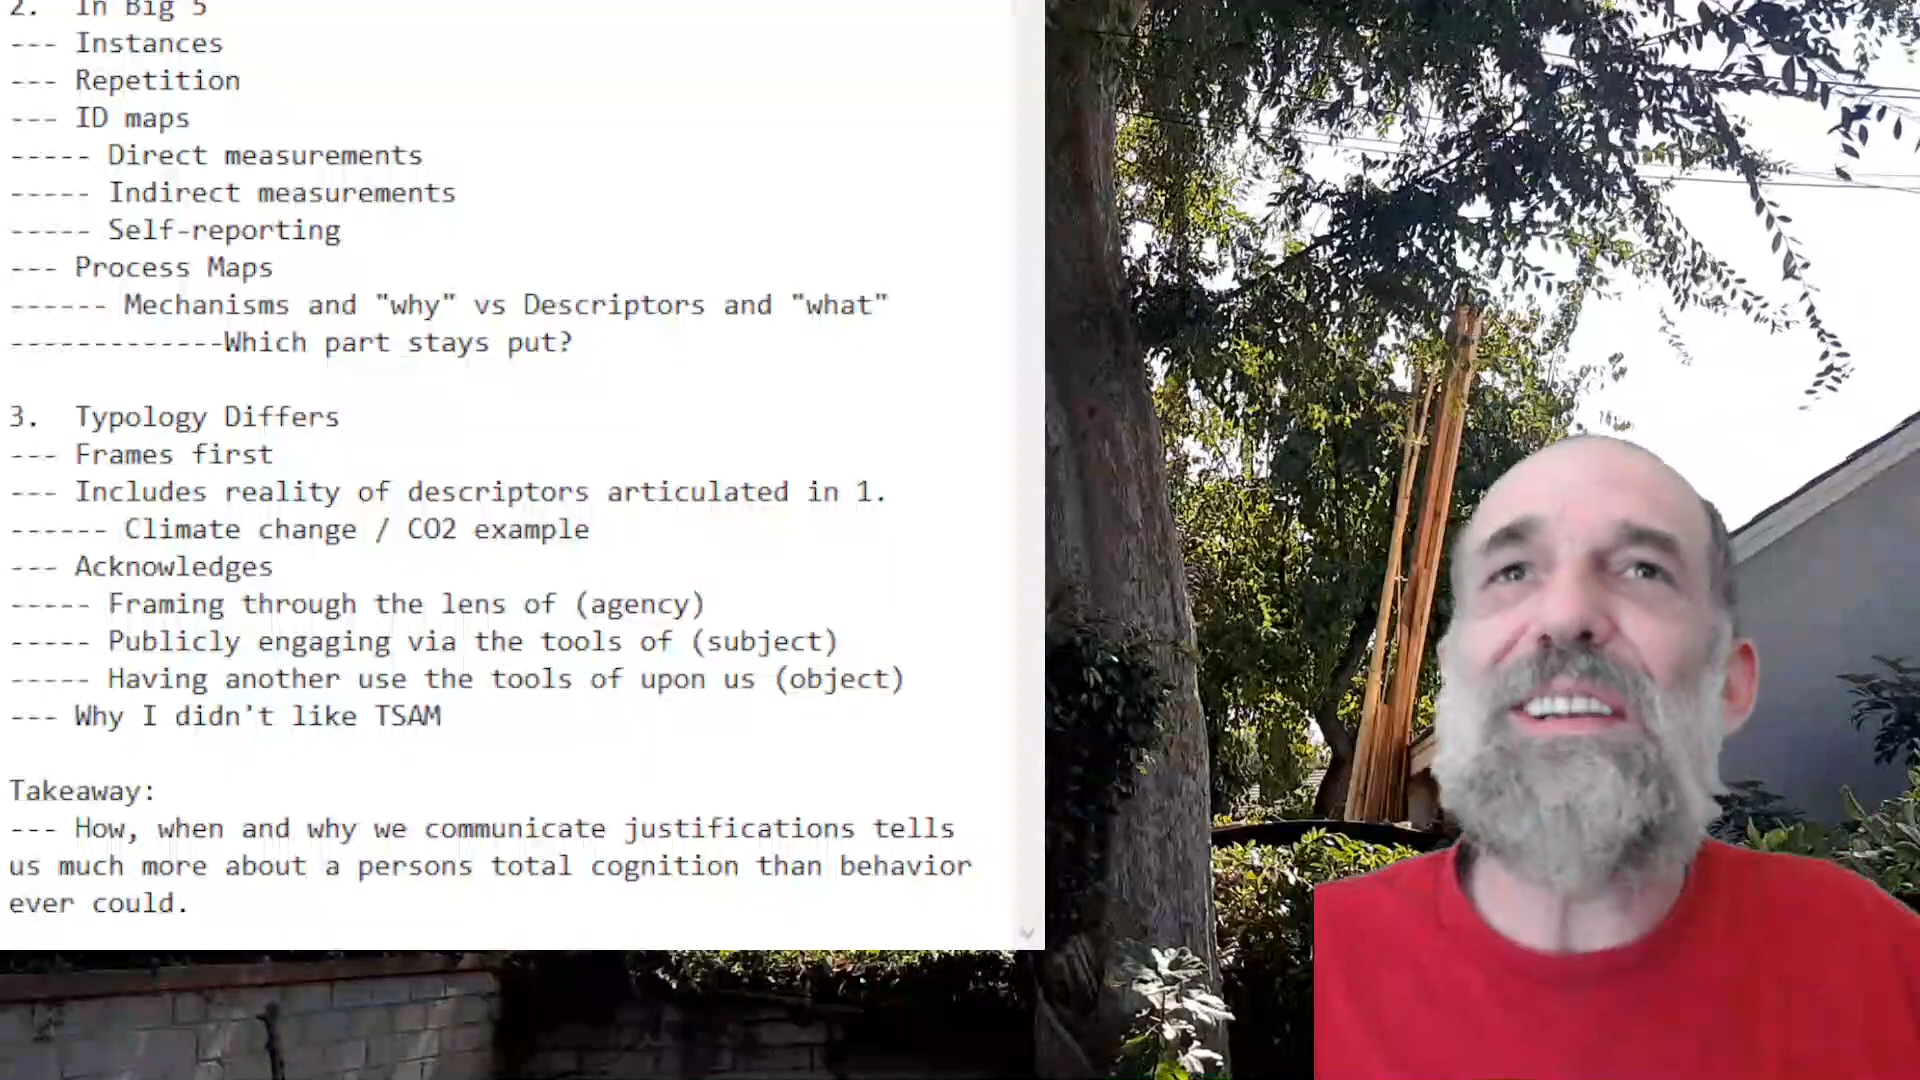 2.  In Big 5
--- Instances
--- Repetition
--- ID maps
----- Direct measurements
----- Indirect measurements
----- Self-reporting
--- Process Maps
------ Mechanisms and "why" vs Descriptors and "what"
-------------Which part stays put?
3.  Typology Differs
--- Frames first
--- Includes reality of descriptors articulated in 1.
------ Climate change / CO2 example
--- Acknowledges
----- Framing through the lens of (agency)
----- Publicly engaging via the tools of (subject)
----- Having another use the tools of upon us (object)
--- Why I didn't like TSAM
Takeaway:
--- How, when and why we communicate justifications tells
us much more about a persons total cognition than behavior
ever could.